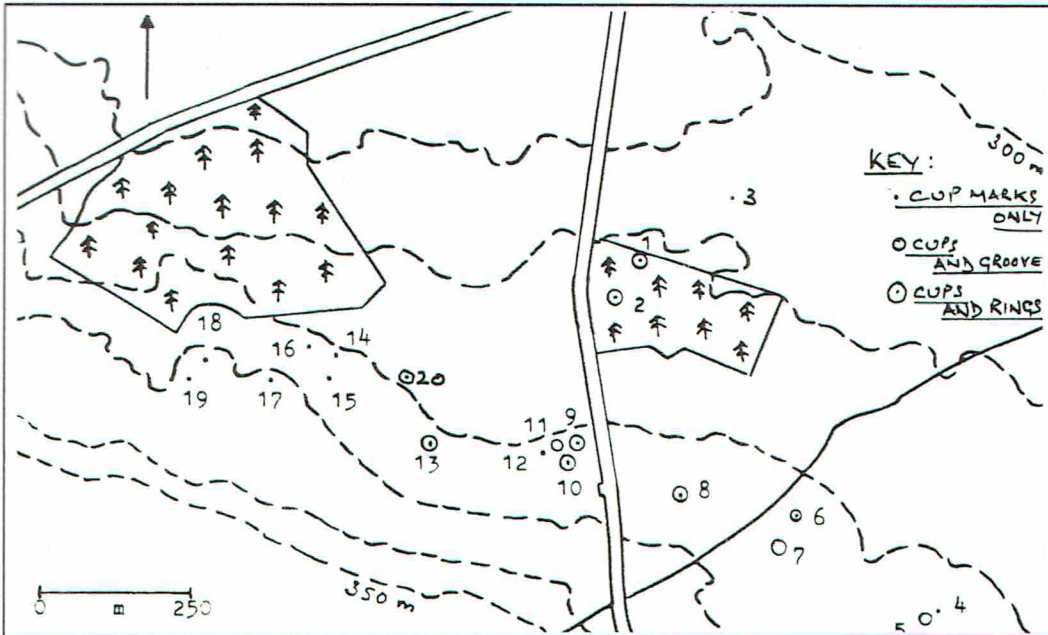 300 m
KEY:
. CUP MARKS
ONLY
CUPS
AND GROOVE
CUPS
AND RINGS
3
1
2
18
16
14
19
17
15
20
13
11
9
12
10
8
6
7
4
5
350 m
0 m 250